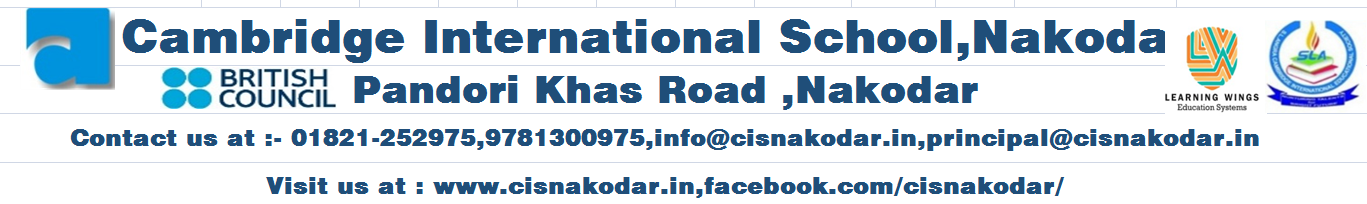 Cambridge International School,Nakoda
BRITISH
COUNCIL
Pandori Khas Road ,Nakodar
LEARNING WINGS
Education Systems
SLA
Contact us at :- 01821-252975,9781300975,info@cisnakodar.in,principal@cisnakodar.in
Visit us at : www.cisnakodar.in,facebook.com/cisnakodar/